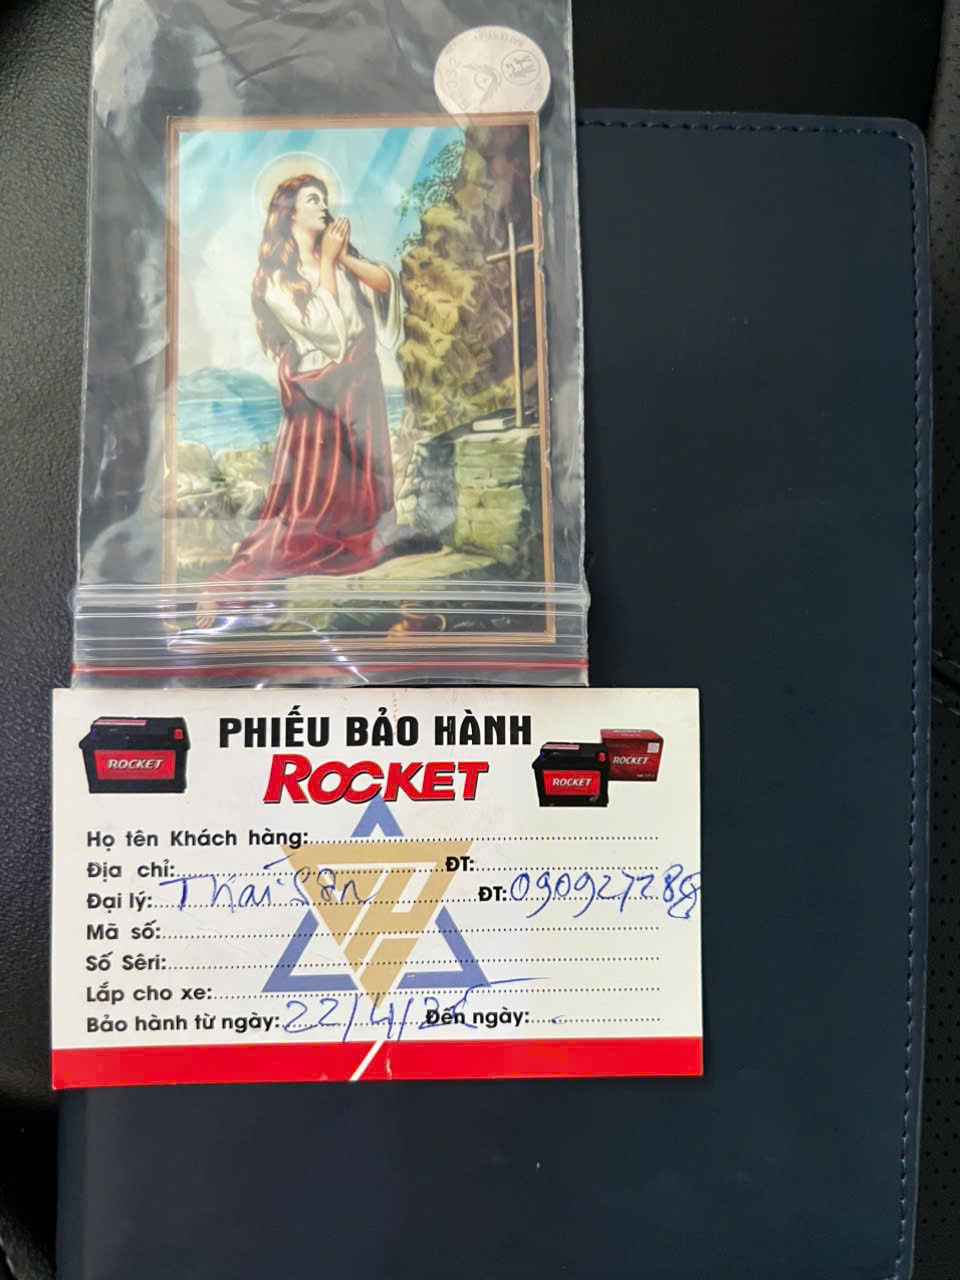 PHIẾU BẢO HÀNH
ROCKET
ROCKET
ROCKET
ROCKET
Họ tên Khách hàng:
Địa chỉ: ĐT:
Đại lý: Thái Sơn ĐT:
Mã số:
Số Sêri:
Lắp cho xe:
Bảo hành từ ngày: 22/4/25 Đến ngày: